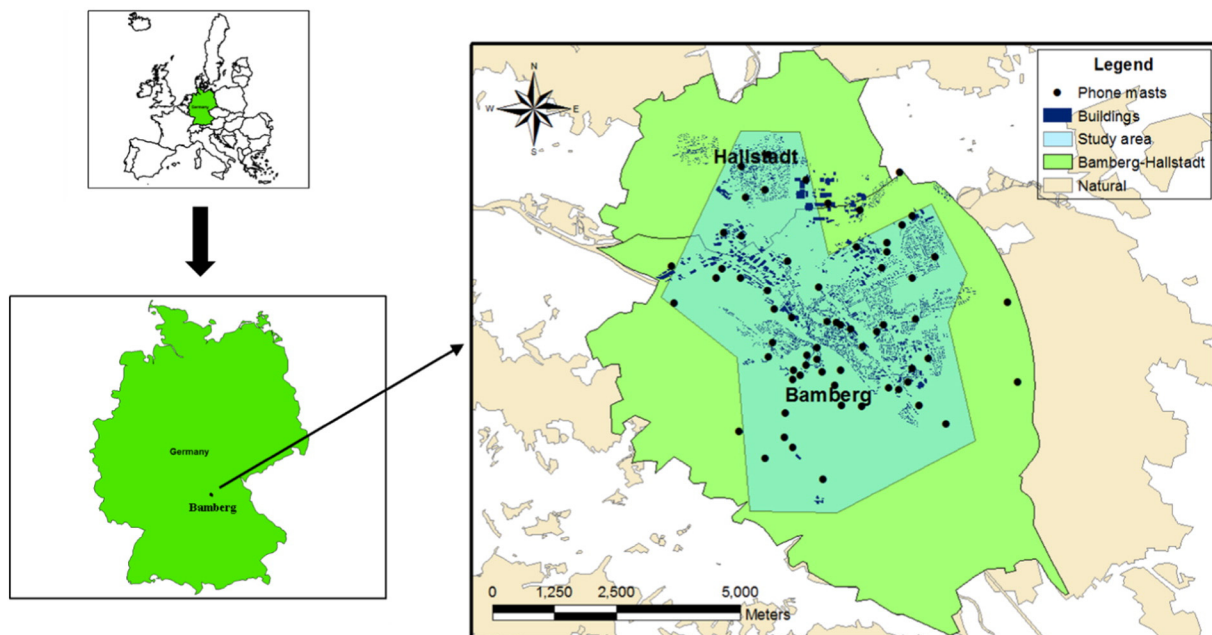 Germany
Germany
Bamberg
N
W
E
S
Hallstadt
Bamberg
Legend
Phone masts
Buildings
Study area
Bamberg-Hallstadt
Natural
0 1,250 2,500 5,000
Meters